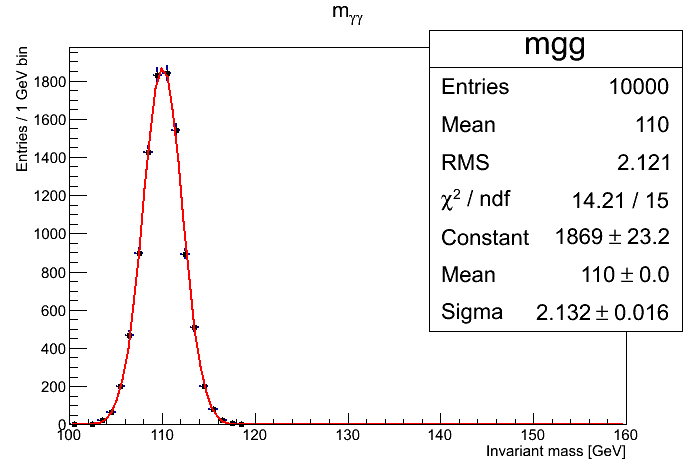 mγγ
mgg
Entries 10000
Mean 110
RMS 2.121
χ² / ndf 14.21 / 15
Constant 1869 ± 23.2
Mean 110 ± 0.0
Sigma 2.132 ± 0.016
Entries / 1 GeV bin
1800
1600
1400
1200
1000
800
600
400
200
0
100 110 120 130 140 150 160
Invariant mass [GeV]